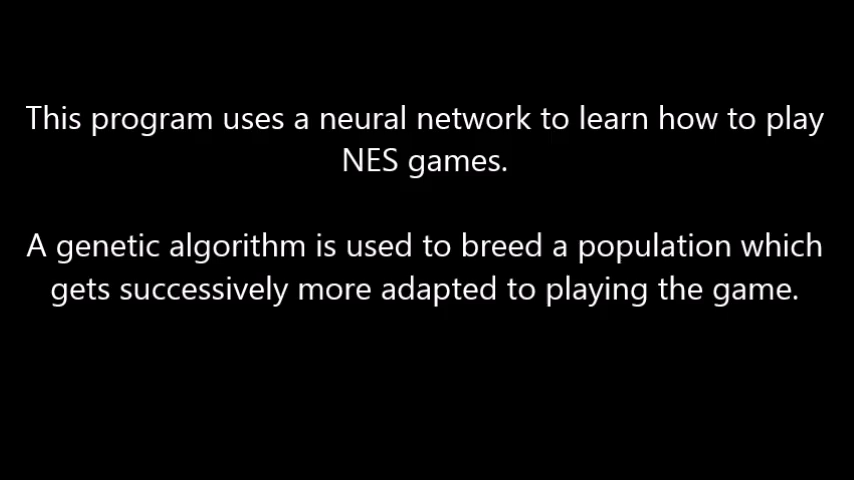 This program uses a neural network to learn how to play
NES games.
A genetic algorithm is used to breed a population which
gets successively more adapted to playing the game.